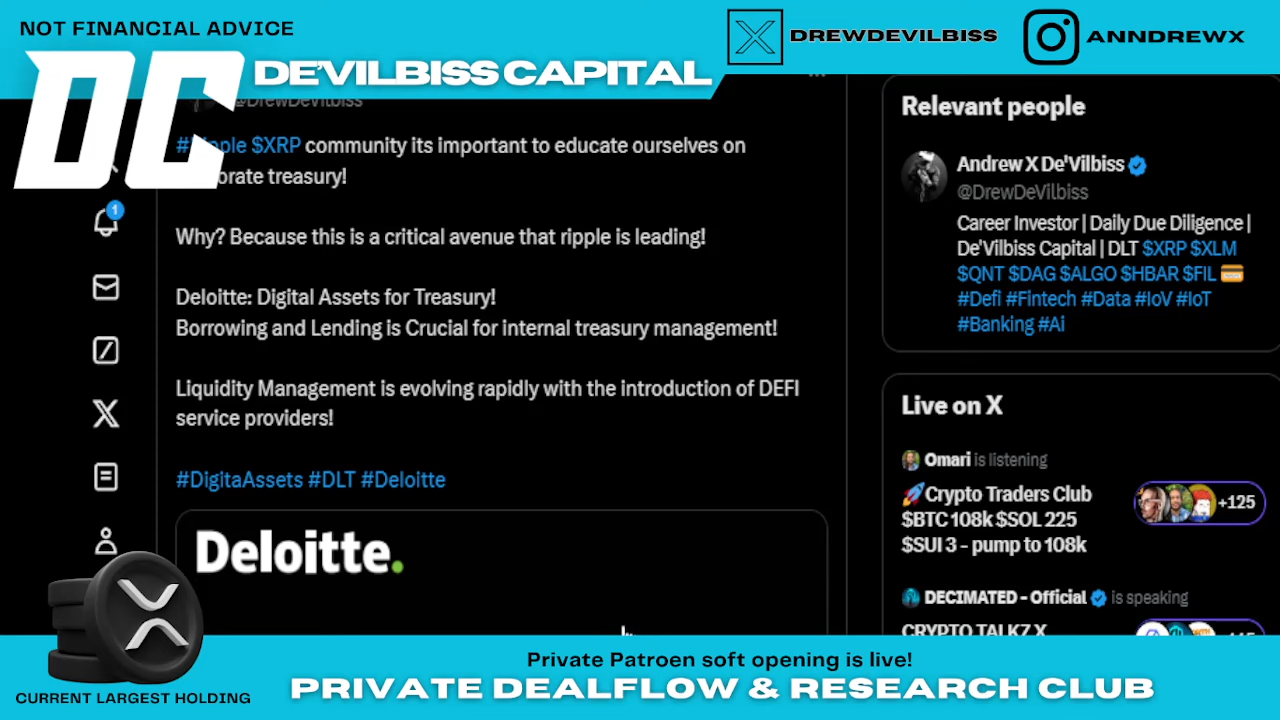 NOT FINANCIAL ADVICE
DC
DE'VILBISS CAPITAL
DREWDEVILBISS
ANNDREWX
@DrewDeVilbiss
$XRP community its important to educate ourselves on
treasury!
Why? Because this is a critical avenue that ripple is leading!
Deloitte: Digital Assets for Treasury!
Borrowing and Lending is Crucial for internal treasury management!
Liquidity Management is evolving rapidly with the introduction of DEFI
service providers!
#DigitaAssets #DLT #Deloitte
Deloitte.
1
Relevant people
Andrew X De'Vilbiss
@DrewDeVilbiss
Career Investor | Daily Due Diligence |
De'Vilbiss Capital | DLT $XRP $XLM
$QNT $DAG $ALGO $HBAR $FIL
#Defi #Fintech #Data #IoV #IoT
#Banking #Ai
Live on X
Omari is listening
Crypto Traders Club
$BTC 108k $SOL 225
$SUI 3 - pump to 108k
+125
DECIMATED - Official is speaking
CRYPTO TALKZ X
CURRENT LARGEST HOLDING
Private Patroen soft opening is live!
PRIVATE DEALFLOW & RESEARCH CLUB